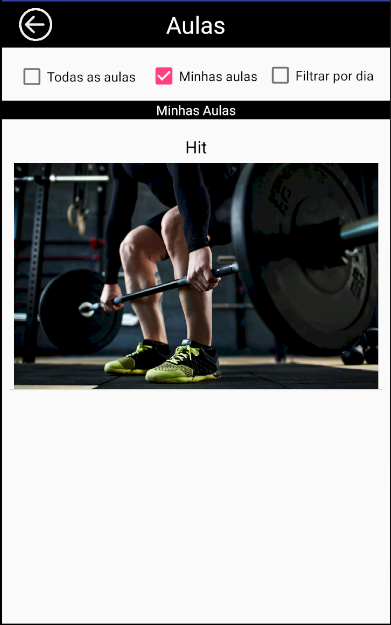 Aulas
Todas as aulas
Minhas aulas
Filtrar por dia
Minhas Aulas
Hit